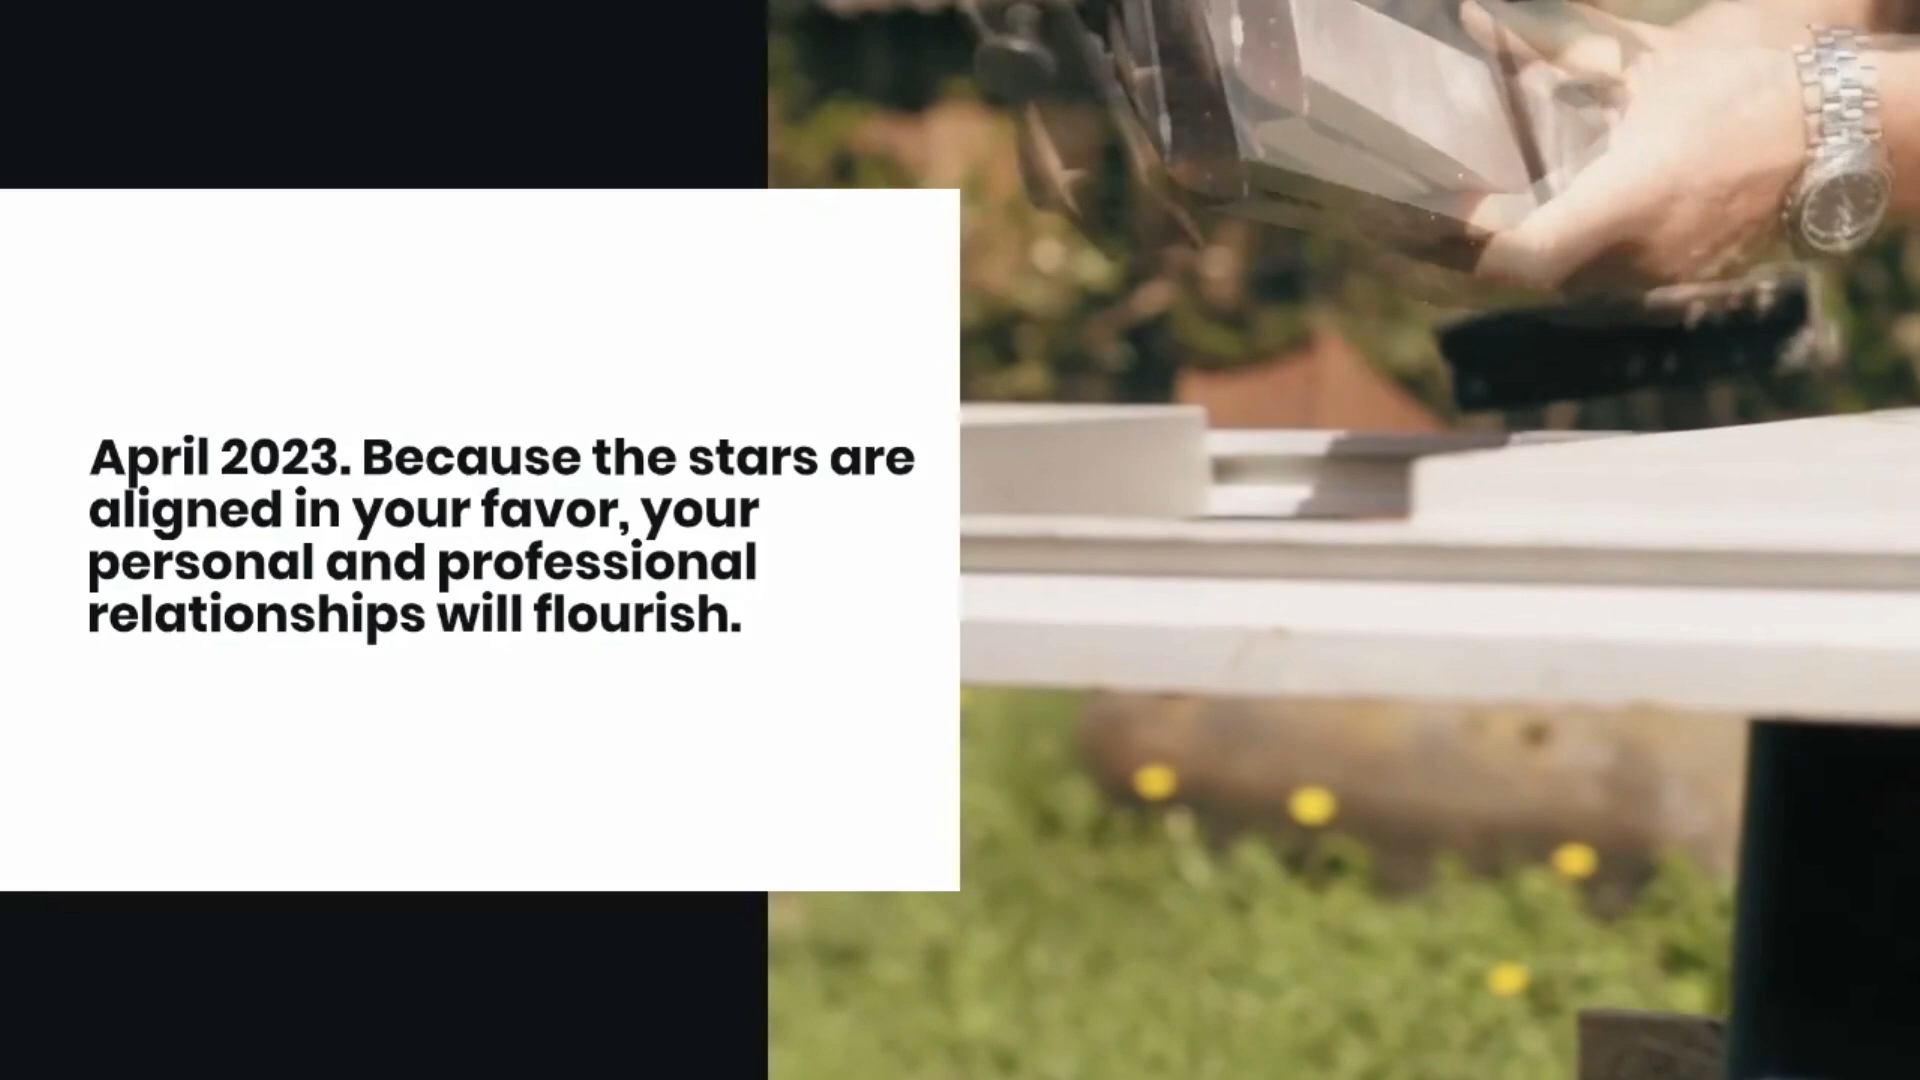 April 2023. Because the stars are
aligned in your favor, your
personal and professional
relationships will flourish.